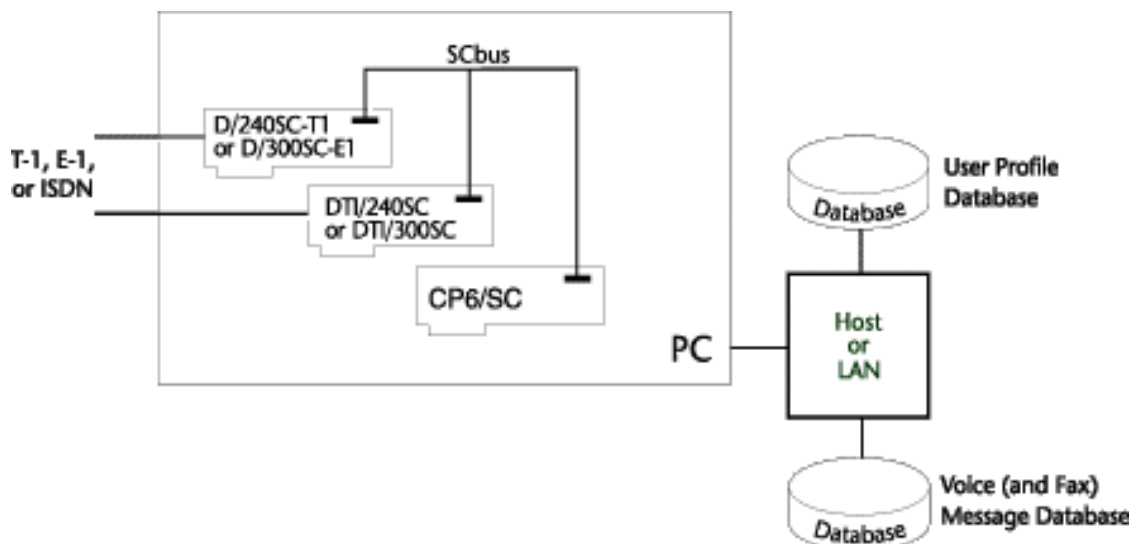 SCbus
D/240SC-T1
or D/300SC-E1
T-1, E-1,
or ISDN
DTI/240SC
or DTI/300SC
CP6/SC
PC
Database
User Profile
Database
Host
or
LAN
Database
Voice (and Fax)
Message Database